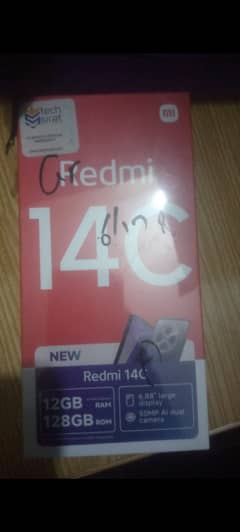 tech
sirat
mi
Redmi
14C
NEW
Redmi 14C
12GB RAM
128GB ROM
6.88" large
display
50MP AI dual
camera